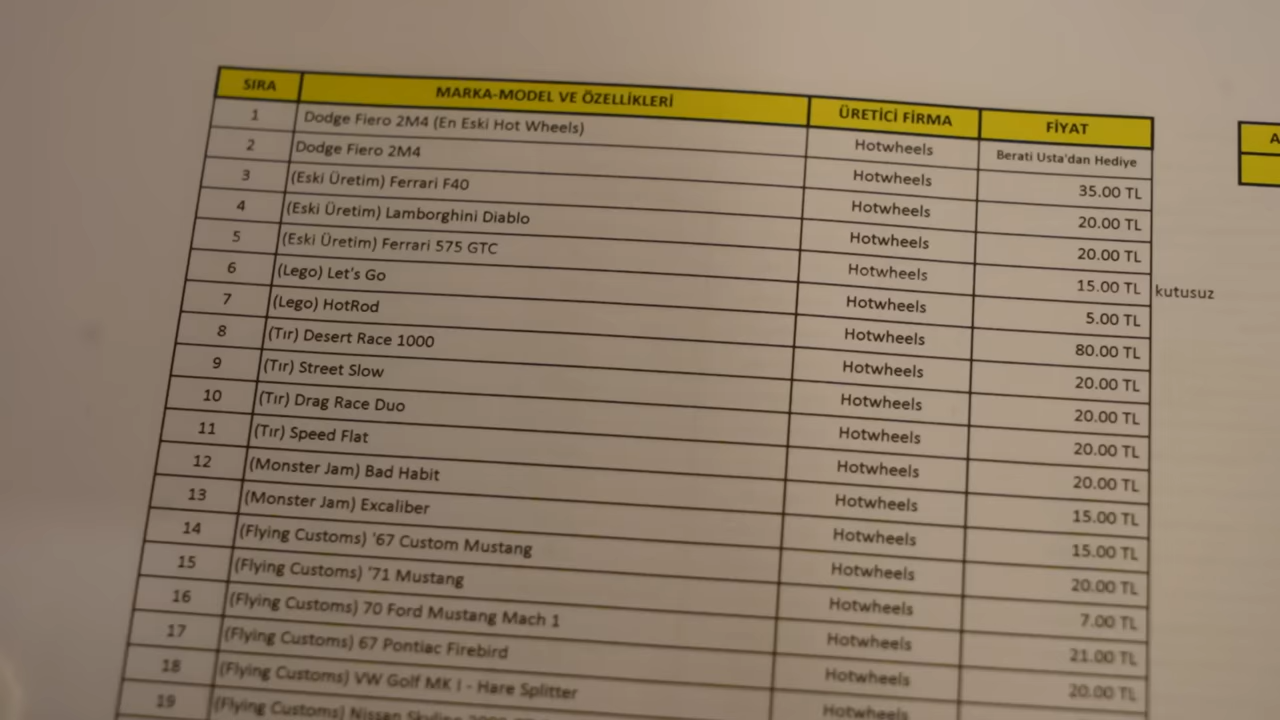 SIRA MARKA-MODEL VE ÖZELLİKLERİ ÜRETİCİ FİRMA FİYAT
1 Dodge Fiero 2M4 (En Eski Hot Wheels) Hotwheels Berati Usta'dan Hediye
2 Dodge Fiero 2M4 Hotwheels 35.00 TL
3 (Eski Üretim) Ferrari F40 Hotwheels 20.00 TL
4 (Eski Üretim) Lamborghini Diablo Hotwheels 20.00 TL
5 (Eski Üretim) Ferrari 575 GTC Hotwheels 15.00 TL kutusuz
6 (Lego) Let's Go Hotwheels 5.00 TL
7 (Lego) HotRod Hotwheels 80.00 TL
8 (Tır) Desert Race 1000 Hotwheels 20.00 TL
9 (Tır) Street Slow Hotwheels 20.00 TL
10 (Tır) Drag Race Duo Hotwheels 20.00 TL
11 (Tır) Speed Flat Hotwheels 20.00 TL
12 (Monster Jam) Bad Habit Hotwheels 15.00 TL
13 (Monster Jam) Excaliber Hotwheels 15.00 TL
14 (Flying Customs) '67 Custom Mustang Hotwheels 20.00 TL
15 (Flying Customs) '71 Mustang Hotwheels 7.00 TL
16 (Flying Customs) 70 Ford Mustang Mach 1 Hotwheels 21.00 TL
17 (Flying Customs) 67 Pontiac Firebird Hotwheels 20.00 TL
18 (Flying Customs) VW Golf MK I - Hare Splitter Hotwheels
19 (Flying Customs) Nissan Skyline